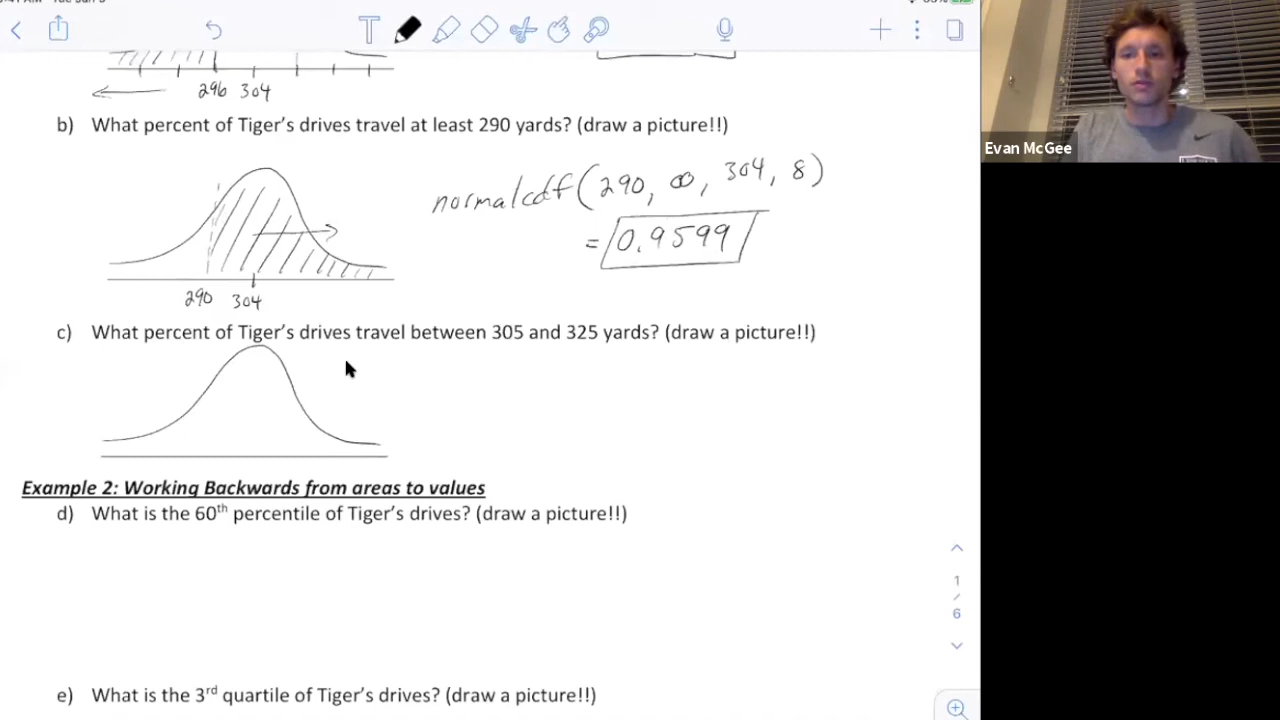 296 304
Evan McGee
b) What percent of Tiger's drives travel at least 290 yards? (draw a picture!!)
normalcdf(290, ∞, 304, 8)
= 0.9599
290 304
c) What percent of Tiger's drives travel between 305 and 325 yards? (draw a picture!!)
Example 2: Working Backwards from areas to values
d) What is the 60th percentile of Tiger's drives? (draw a picture!!)
1
/
6
e) What is the 3rd quartile of Tiger's drives? (draw a picture!!)